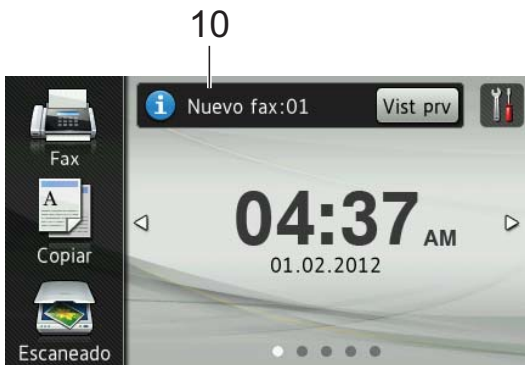 10
Nuevo fax:01 Vist prv
Fax
A
Copiar
Escaneado
04:37 AM
01.02.2012